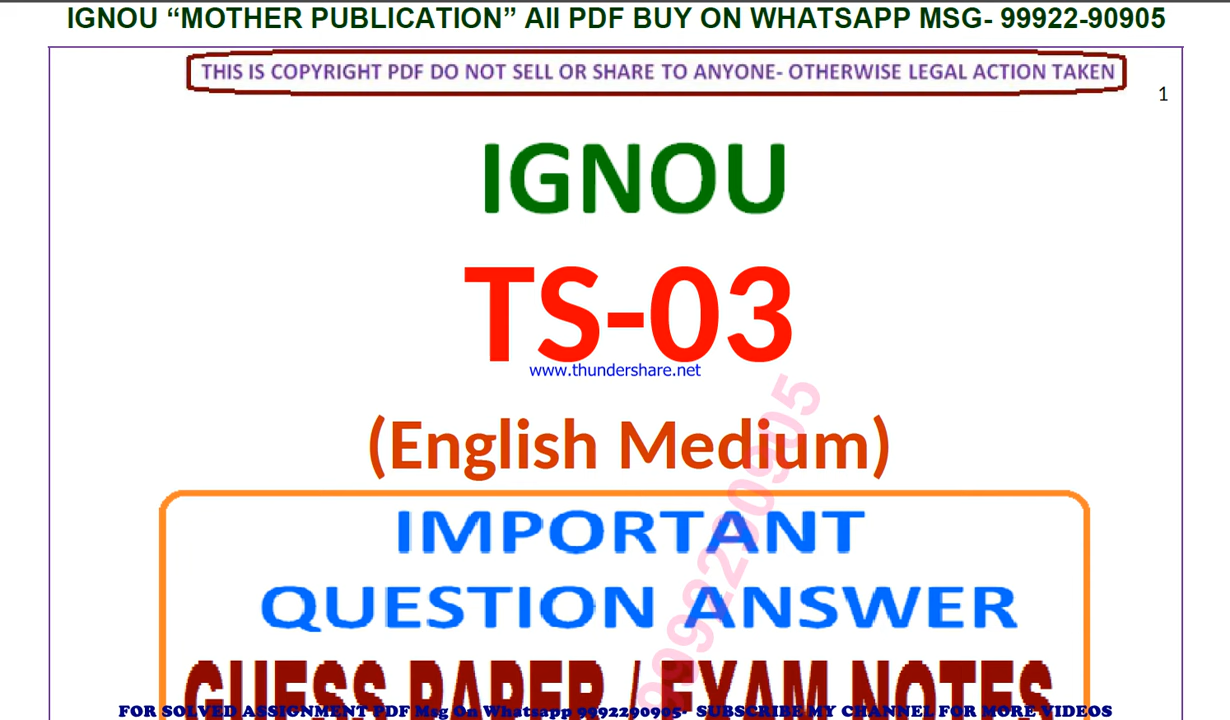 IGNOU “MOTHER PUBLICATION” All PDF BUY ON WHATSAPP MSG- 99922-90905
THIS IS COPYRIGHT PDF DO NOT SELL OR SHARE TO ANYONE- OTHERWISE LEGAL ACTION TAKEN
1
IGNOU
TS-03
www.thundershare.net
(English Medium)
9992290905
IMPORTANT
QUESTION ANSWER
GUESS PAPER / EXAM NOTES
FOR SOLVED ASSIGNMENT PDF Msg On Whatsapp 9992290905- SUBSCRIBE MY CHANNEL FOR MORE VIDEOS